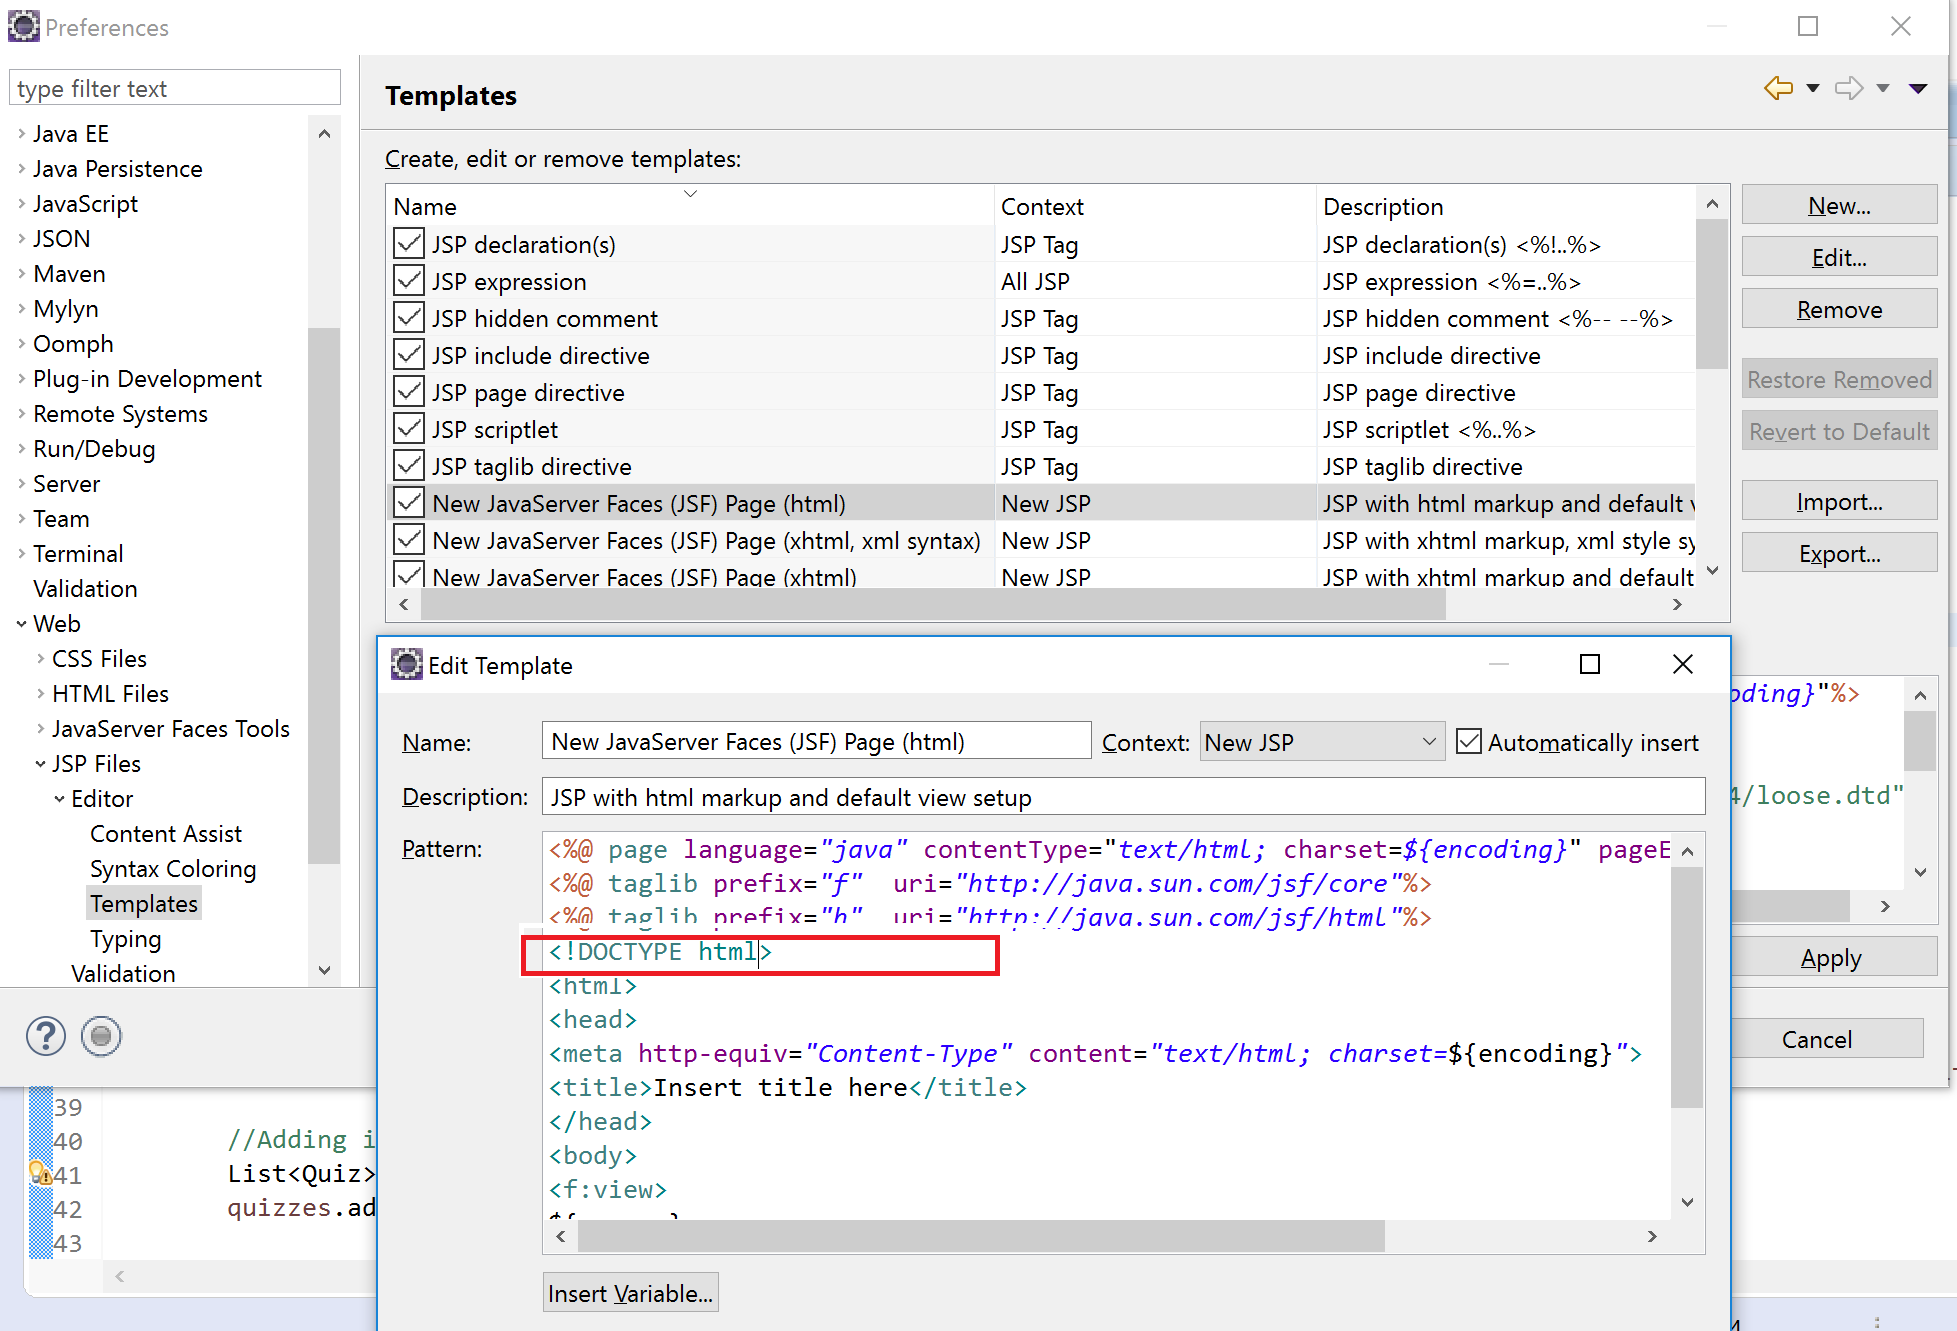 Preferences
type filter text
Java EE
Java Persistence
JavaScript
JSON
Maven
Mylyn
Oomph
Plug-in Development
Remote Systems
Run/Debug
Server
Team
Terminal
Validation
Web
CSS Files
HTML Files
JavaServer Faces Tools
JSP Files
Editor
Content Assist
Syntax Coloring
Templates
Typing
Validation
Templates
Create, edit or remove templates:
Name Context Description
JSP declaration(s) JSP Tag JSP declaration(s) <%!..%>
JSP expression All JSP JSP expression <%=..%>
JSP hidden comment JSP Tag JSP hidden comment <%-- --%>
JSP include directive JSP Tag JSP include directive
JSP page directive JSP Tag JSP page directive
JSP scriptlet JSP Tag JSP scriptlet <%..%>
JSP taglib directive JSP Tag JSP taglib directive
New JavaServer Faces (JSF) Page (html) New JSP JSP with html markup and default v
New JavaServer Faces (JSF) Page (xhtml, xml syntax) New JSP JSP with xhtml markup, xml style sy
New JavaServer Faces (JSF) Page (xhtml) New JSP JSP with xhtml markup and default
New...
Edit...
Remove
Restore Removed
Revert to Default
Import...
Export...
oding}"%>
4/loose.dtd"
Apply
Cancel
Edit Template
Name: New JavaServer Faces (JSF) Page (html) Context: New JSP Automatically insert
Description: JSP with html markup and default view setup
Pattern:
<%@ page language="java" contentType="text/html; charset=${encoding}" pageE
<%@ taglib prefix="f" uri="http://java.sun.com/jsf/core"%>
<%@ taglib prefix="h" uri="http://java.sun.com/jsf/html"%>
<!DOCTYPE html>
<html>
<head>
<meta http-equiv="Content-Type" content="text/html; charset=${encoding}">
<title>Insert title here</title>
</head>
<body>
<f:view>
Insert Variable...
39
40 //Adding i
41 List<Quiz>
42 quizzes.ad
43